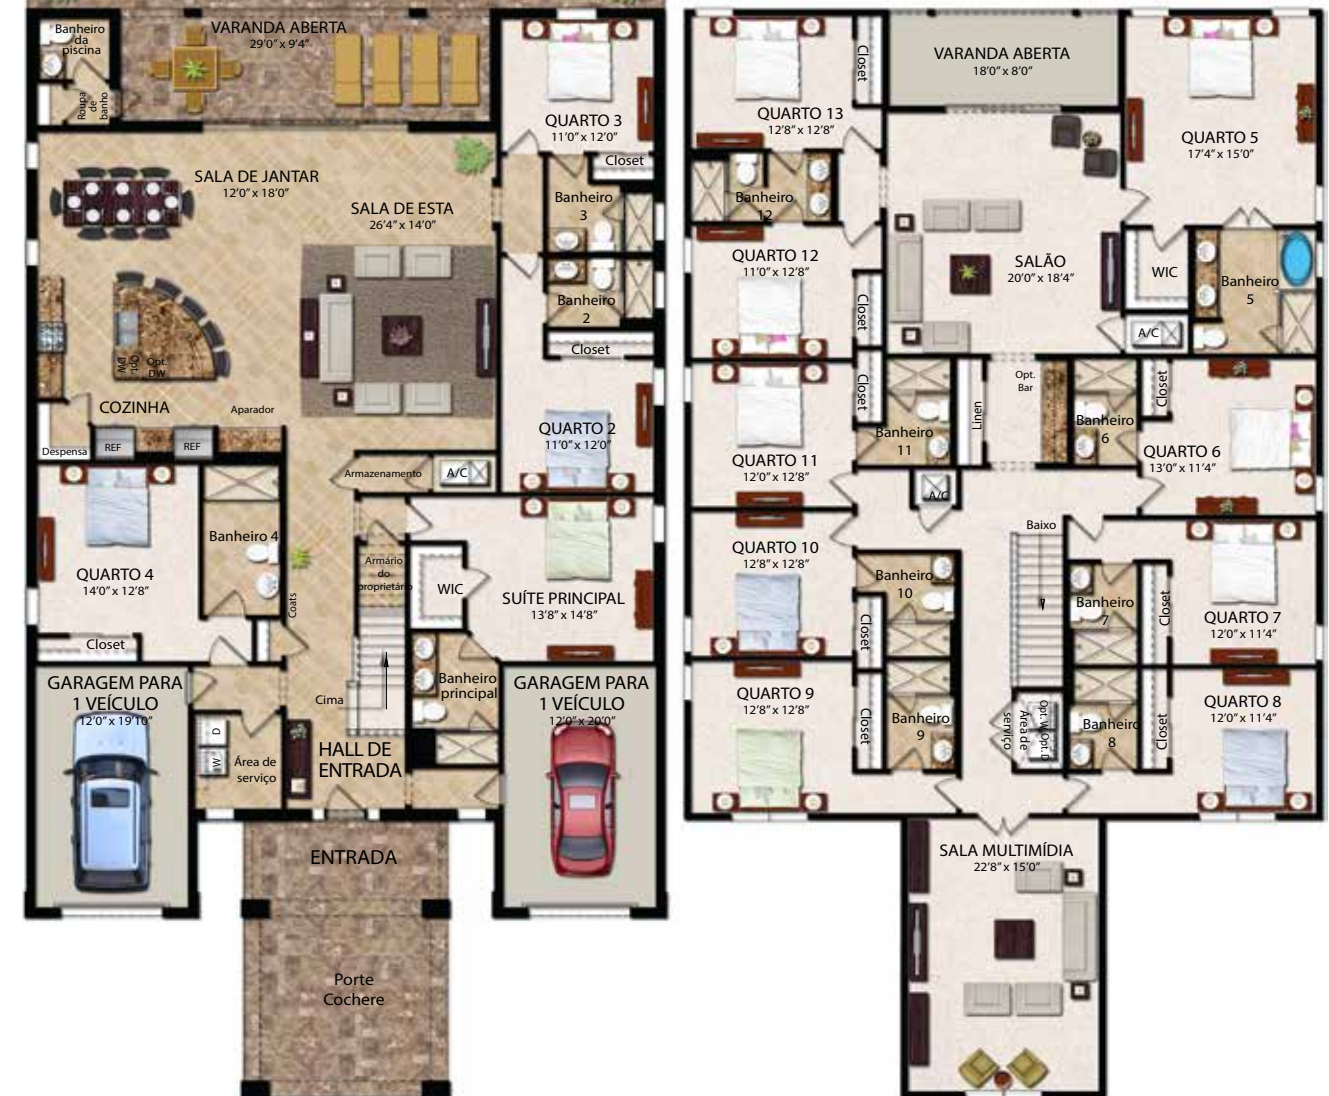 Banheiro
da
piscina
Roupa
de
banho
VARANDA ABERTA
29'0" x 9'4"
QUARTO 3
11'0" x 12'0"
Closet
SALA DE JANTAR
12'0" x 18'0"
SALA DE ESTA
26'4" x 14'0"
Banheiro
3
Banheiro
2
Closet
Opt.
DW
Opt.
DW
COZINHA
Aparador
QUARTO 2
11'0" x 12'0"
Despensa
REF
REF
Armazenamento
A/C
Banheiro 4
QUARTO 4
14'0" x 12'8"
Closet
Coats
Armário
do
proprietário
WIC
SUÍTE PRINCIPAL
13'8" x 14'8"
Cima
Banheiro
principal
GARAGEM PARA
1 VEÍCULO
12'0" x 19'10"
D
W
Área de
serviço
HALL DE
ENTRADA
GARAGEM PARA
1 VEÍCULO
12'0" x 20'0"
ENTRADA
Porte
Cochere
QUARTO 13
12'8" x 12'8"
Closet
VARANDA ABERTA
18'0" x 8'0"
QUARTO 5
17'4" x 15'0"
Banheiro
12
QUARTO 12
11'0" x 12'8"
Closet
SALÃO
20'0" x 18'4"
WIC
Banheiro
5
A/C
Closet
QUARTO 11
12'0" x 12'8"
Banheiro
11
Linen
Opt.
Bar
Banheiro
6
Closet
QUARTO 6
13'0" x 11'4"
A/C
Baixo
QUARTO 10
12'8" x 12'8"
Banheiro
10
Closet
Banheiro
7
Closet
QUARTO 7
12'0" x 11'4"
QUARTO 9
12'8" x 12'8"
Closet
Banheiro
9
Área de
serviço
Opt. W
Opt. D
Banheiro
8
Closet
QUARTO 8
12'0" x 11'4"
SALA MULTIMÍDIA
22'8" x 15'0"